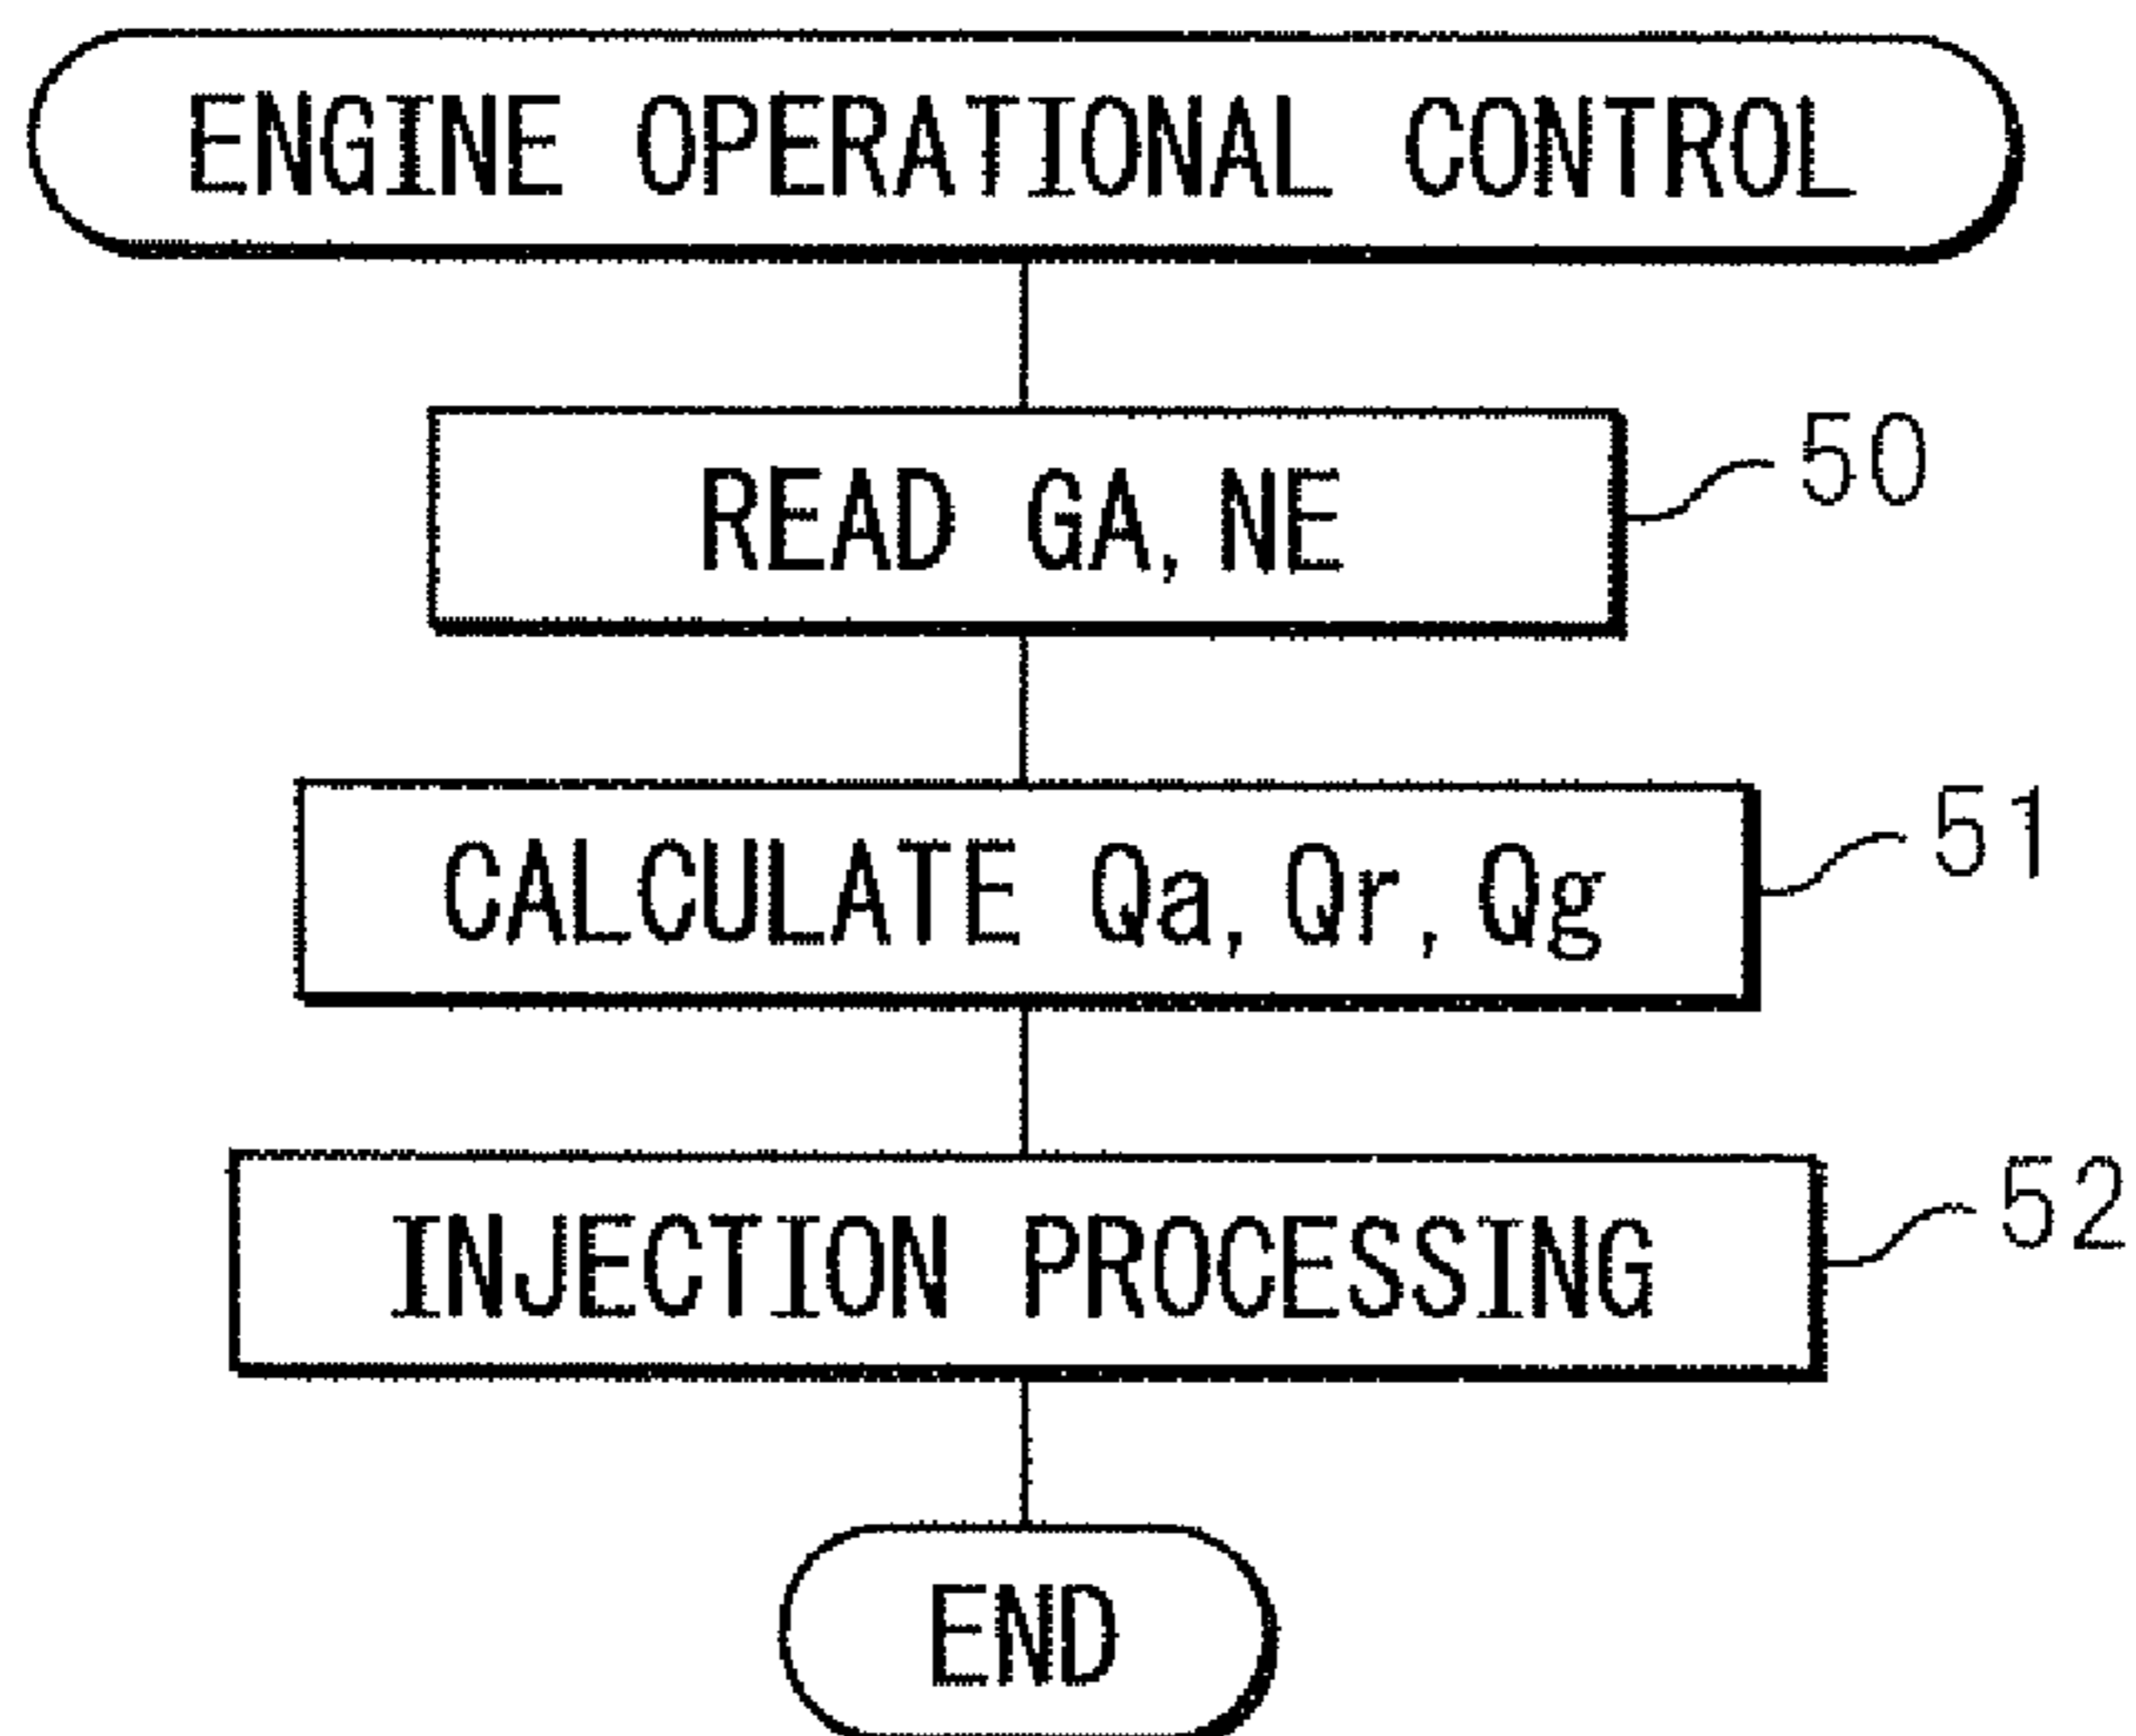 ENGINE OPERATIONAL CONTROL
READ GA, NE
50
CALCULATE Qa, Qr, Qg
51
INJECTION PROCESSING
52
END